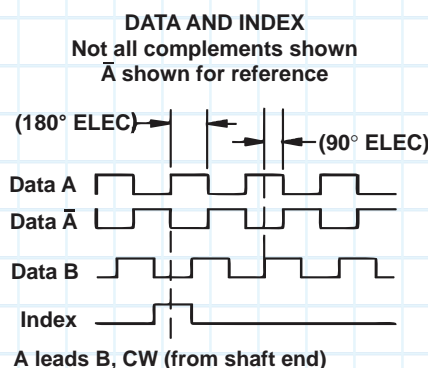 DATA AND INDEX
Not all complements shown
A̅ shown for reference
(180° ELEC)
(90° ELEC)
Data A
Data A̅
Data B
Index
A leads B, CW (from shaft end)